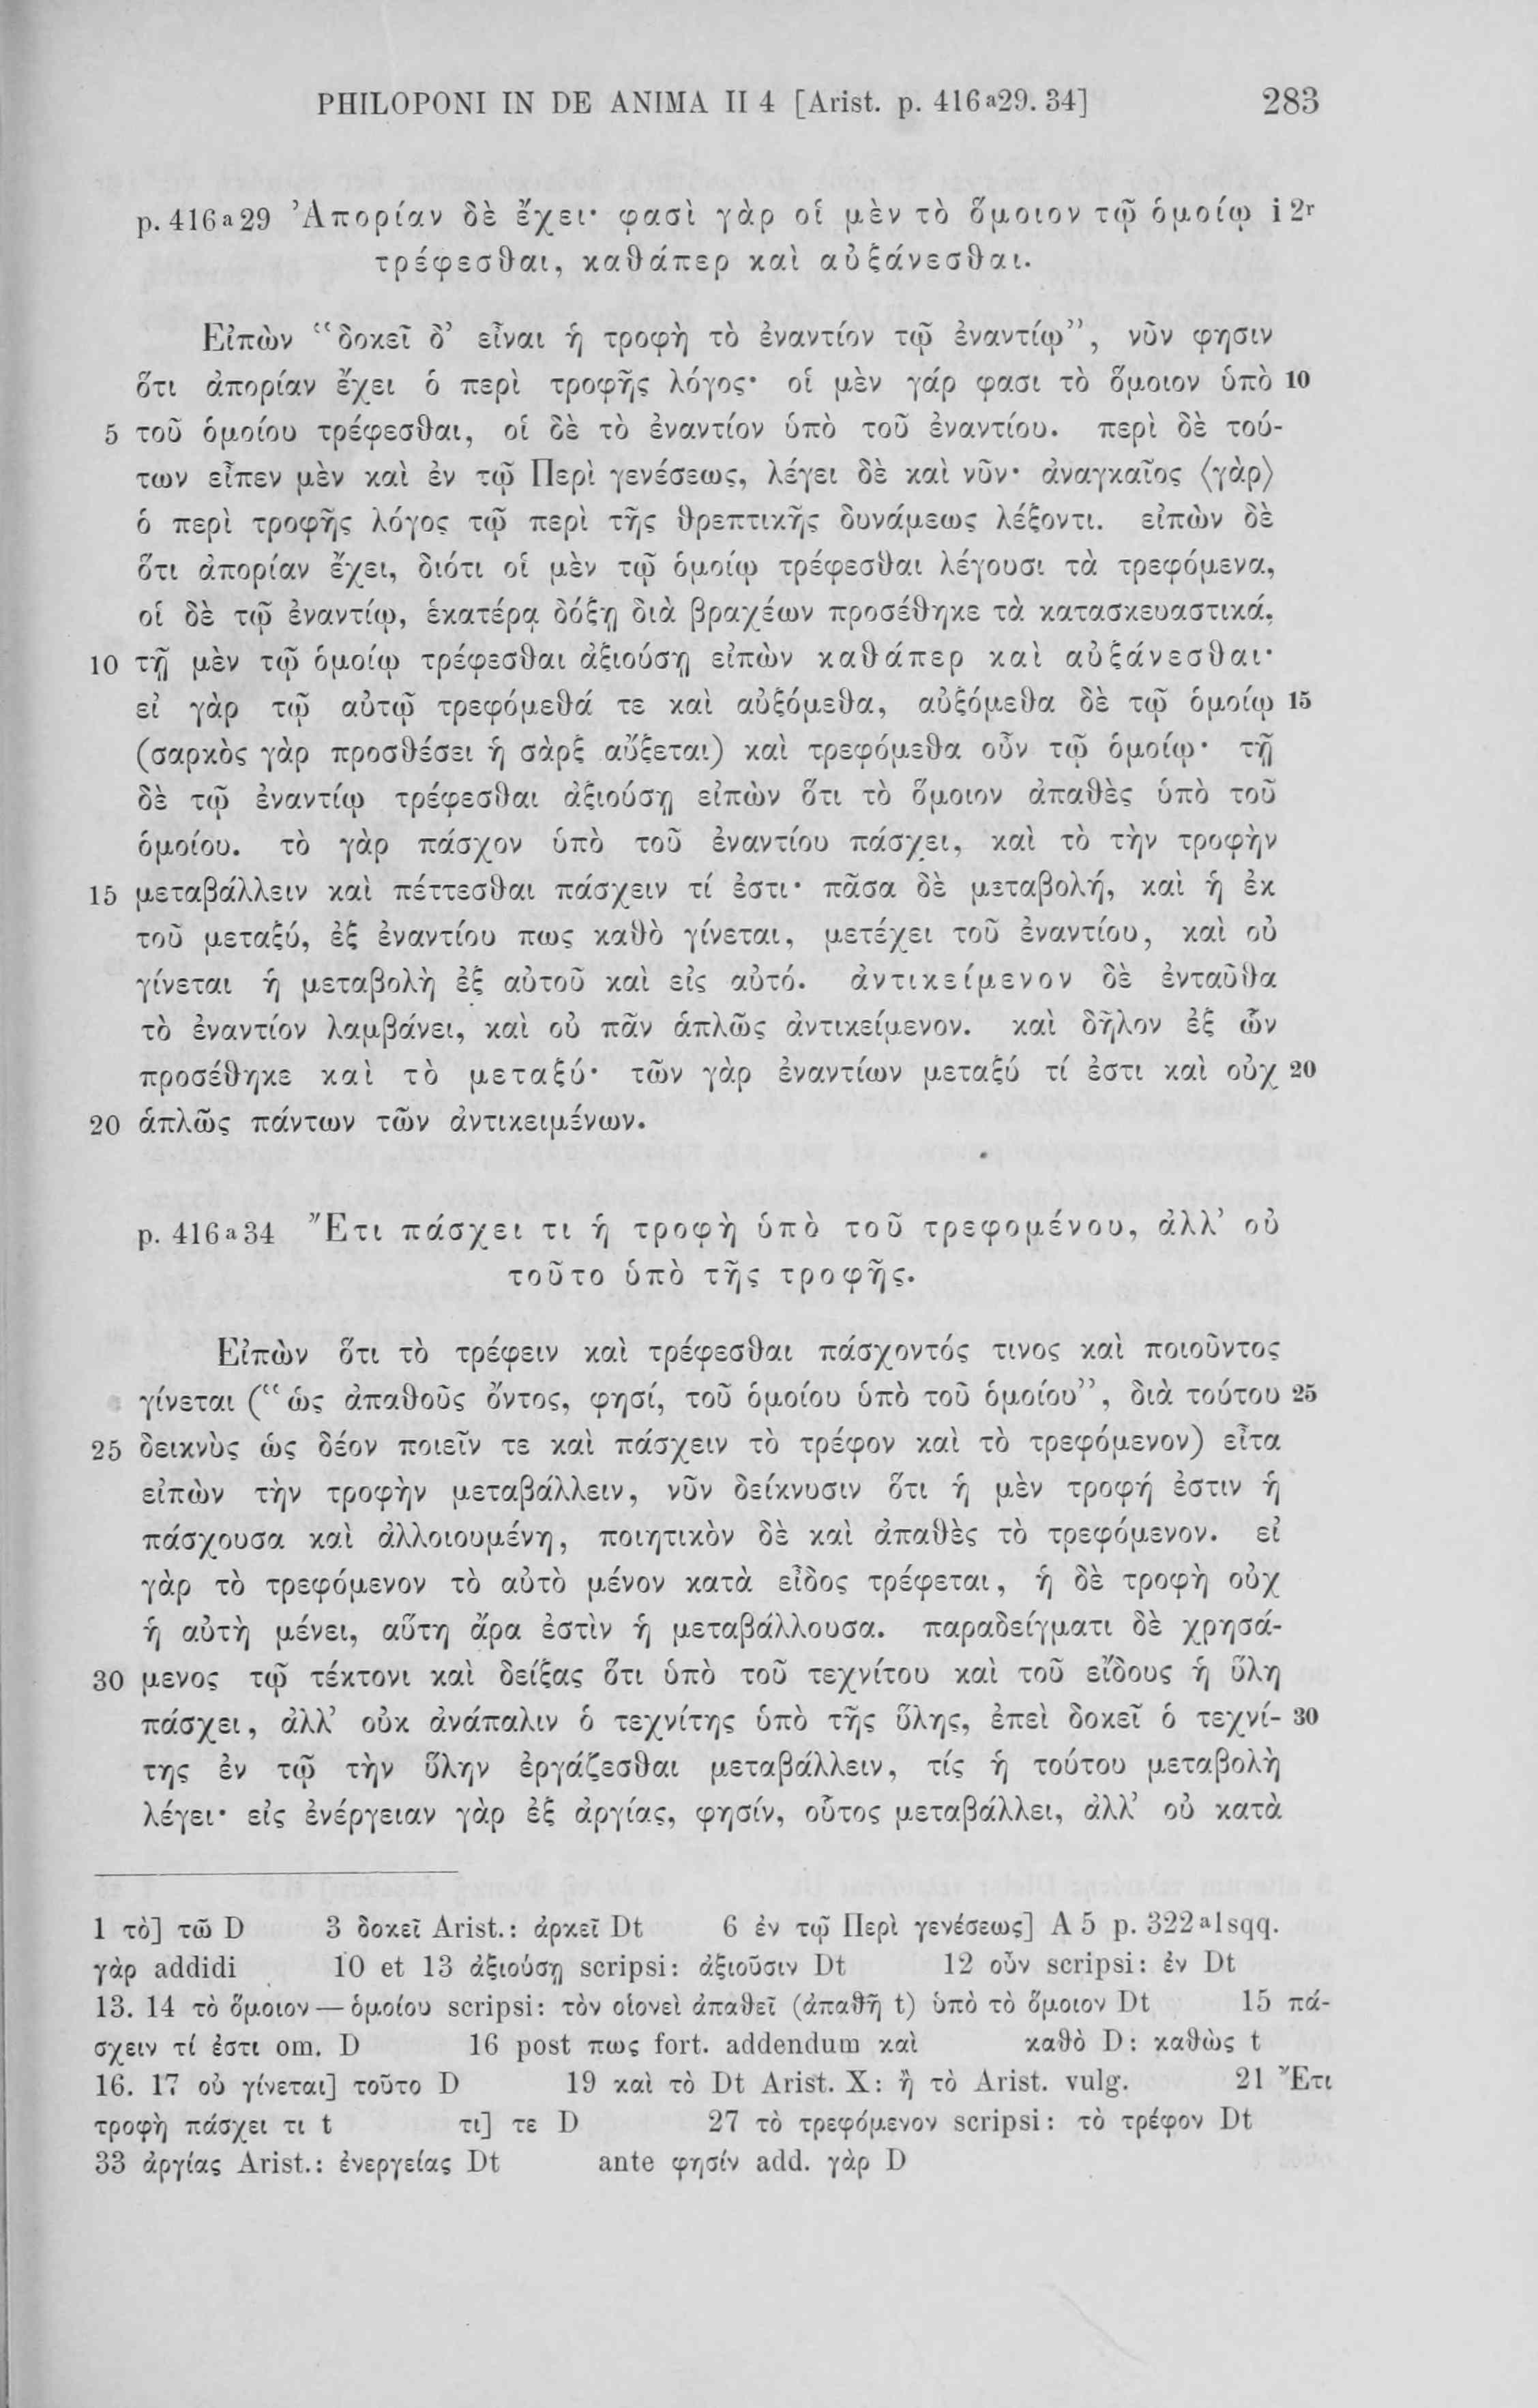 PHILOPONI IN DE ANIMA II 4 [Arist. p. 416a29. 34] 283
p. 416a29 Ἀπορίαν δὲ ἔχει· φασὶ γὰρ οἱ μὲν τὸ ὅμοιον τῷ ὁμοίῳ i 2r
τρέφεσθαι, καθάπερ καὶ αὐξάνεσθαι.
Εἰπὼν “δοκεῖ δ’ εἶναι ἡ τροφὴ τὸ ἐναντίον τῷ ἐναντίῳ”, νῦν φησιν
ὅτι ἀπορίαν ἔχει ὁ περὶ τροφῆς λόγος· οἱ μὲν γάρ φασι τὸ ὅμοιον ὑπὸ 10
5 τοῦ ὁμοίου τρέφεσθαι, οἱ δὲ τὸ ἐναντίον ὑπὸ τοῦ ἐναντίου. περὶ δὲ τού-
των εἶπεν μὲν καὶ ἐν τῷ Περὶ γενέσεως, λέγει δὲ καὶ νῦν· ἀναγκαῖος ⟨γὰρ⟩
ὁ περὶ τροφῆς λόγος τῷ περὶ τῆς θρεπτικῆς δυνάμεως λέξοντι. εἰπὼν δὲ
ὅτι ἀπορίαν ἔχει, διότι οἱ μὲν τῷ ὁμοίῳ τρέφεσθαι λέγουσι τὰ τρεφόμενα,
οἱ δὲ τῷ ἐναντίῳ, ἑκατέρᾳ δόξῃ διὰ βραχέων προσέθηκε τὰ κατασκευαστικά,
10 τῇ μὲν τῷ ὁμοίῳ τρέφεσθαι ἀξιούσῃ εἰπὼν καθάπερ καὶ αὐξάνεσθαι·
εἰ γὰρ τῷ αὐτῷ τρεφόμεθά τε καὶ αὐξόμεθα, αὐξόμεθα δὲ τῷ ὁμοίῳ 15
(σαρκὸς γὰρ προσθέσει ἡ σὰρξ αὔξεται) καὶ τρεφόμεθα οὖν τῷ ὁμοίῳ· τῇ
δὲ τῷ ἐναντίῳ τρέφεσθαι ἀξιούσῃ εἰπὼν ὅτι τὸ ὅμοιον ἀπαθὲς ὑπὸ τοῦ
ὁμοίου. τὸ γὰρ πάσχον ὑπὸ τοῦ ἐναντίου πάσχει, καὶ τὸ τὴν τροφὴν
15 μεταβάλλειν καὶ πέττεσθαι πάσχειν τί ἐστι· πᾶσα δὲ μεταβολή, καὶ ἡ ἐκ
τοῦ μεταξύ, ἐξ ἐναντίου πως καθὸ γίνεται, μετέχει τοῦ ἐναντίου, καὶ οὐ
γίνεται ἡ μεταβολὴ ἐξ αὐτοῦ καὶ εἰς αὐτό. ἀντικείμενον δὲ ἐνταῦθα
τὸ ἐναντίον λαμβάνει, καὶ οὐ πᾶν ἁπλῶς ἀντικείμενον. καὶ δῆλον ἐξ ὧν
προσέθηκε καὶ τὸ μεταξύ· τῶν γὰρ ἐναντίων μεταξύ τί ἐστι καὶ οὐχ 20
20 ἁπλῶς πάντων τῶν ἀντικειμένων.
p. 416a34 Ἔτι πάσχει τι ἡ τροφὴ ὑπὸ τοῦ τρεφομένου, ἀλλ’ οὐ
τοῦτο ὑπὸ τῆς τροφῆς.
Εἰπὼν ὅτι τὸ τρέφειν καὶ τρέφεσθαι πάσχοντός τινος καὶ ποιοῦντος
γίνεται (“ὡς ἀπαθοῦς ὄντος, φησί, τοῦ ὁμοίου ὑπὸ τοῦ ὁμοίου”, διὰ τούτου 25
25 δεικνὺς ὡς δέον ποιεῖν τε καὶ πάσχειν τὸ τρέφον καὶ τὸ τρεφόμενον) εἶτα
εἰπὼν τὴν τροφὴν μεταβάλλειν, νῦν δείκνυσιν ὅτι ἡ μὲν τροφή ἐστιν ἡ
πάσχουσα καὶ ἀλλοιουμένη, ποιητικὸν δὲ καὶ ἀπαθὲς τὸ τρεφόμενον. εἰ
γὰρ τὸ τρεφόμενον τὸ αὐτὸ μένον κατὰ εἶδος τρέφεται, ἡ δὲ τροφὴ οὐχ
ἡ αὐτὴ μένει, αὕτη ἄρα ἐστὶν ἡ μεταβάλλουσα. παραδείγματι δὲ χρησά-
30 μενος τῷ τέκτονι καὶ δείξας ὅτι ὑπὸ τοῦ τεχνίτου καὶ τοῦ εἴδους ἡ ὕλη
πάσχει, ἀλλ’ οὐκ ἀνάπαλιν ὁ τεχνίτης ὑπὸ τῆς ὕλης, ἐπεὶ δοκεῖ ὁ τεχνί- 30
της ἐν τῷ τὴν ὕλην ἐργάζεσθαι μεταβάλλειν, τίς ἡ τούτου μεταβολὴ
λέγει· εἰς ἐνέργειαν γὰρ ἐξ ἀργίας, φησίν, οὗτος μεταβάλλει, ἀλλ’ οὐ κατὰ
1 τὸ] τῶ D 3 δοκεῖ Arist.: ἀρκεῖ Dt 6 ἐν τῷ Περὶ γενέσεως] A 5 p. 322a1sqq.
γὰρ addidi 10 et 13 ἀξιούσῃ scripsi: ἀξιοῦσιν Dt 12 οὖν scripsi: ἐν Dt
13. 14 τὸ ὅμοιον — ὁμοίου scripsi: τὸν οἱονεὶ ἀπαθεῖ (ἀπαθῆ t) ὑπὸ τὸ ὅμοιον Dt 15 πά-
σχειν τί ἐστι om. D 16 post πως fort. addendum καὶ καθὸ D: καθὼς t
16. 17 οὐ γίνεται] τοῦτο D 19 καὶ τὸ Dt Arist. X: ἢ τὸ Arist. vulg. 21 Ἔτι
τροφὴ πάσχει τι t τι] τε D 27 τὸ τρεφόμενον scripsi: τὸ τρέφον Dt
33 ἀργίας Arist.: ἐνεργείας Dt ante φησίν add. γὰρ D